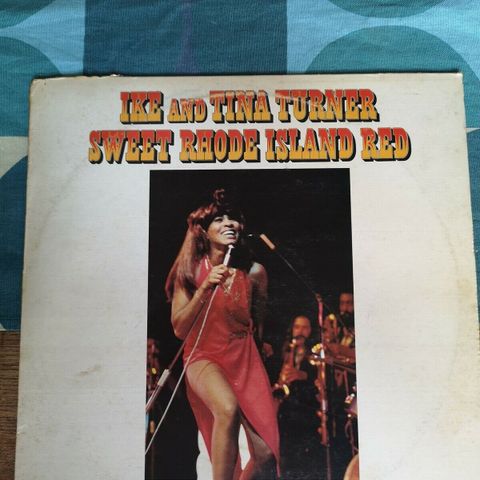 IKE AND TINA TURNER
SWEET RHODE ISLAND RED